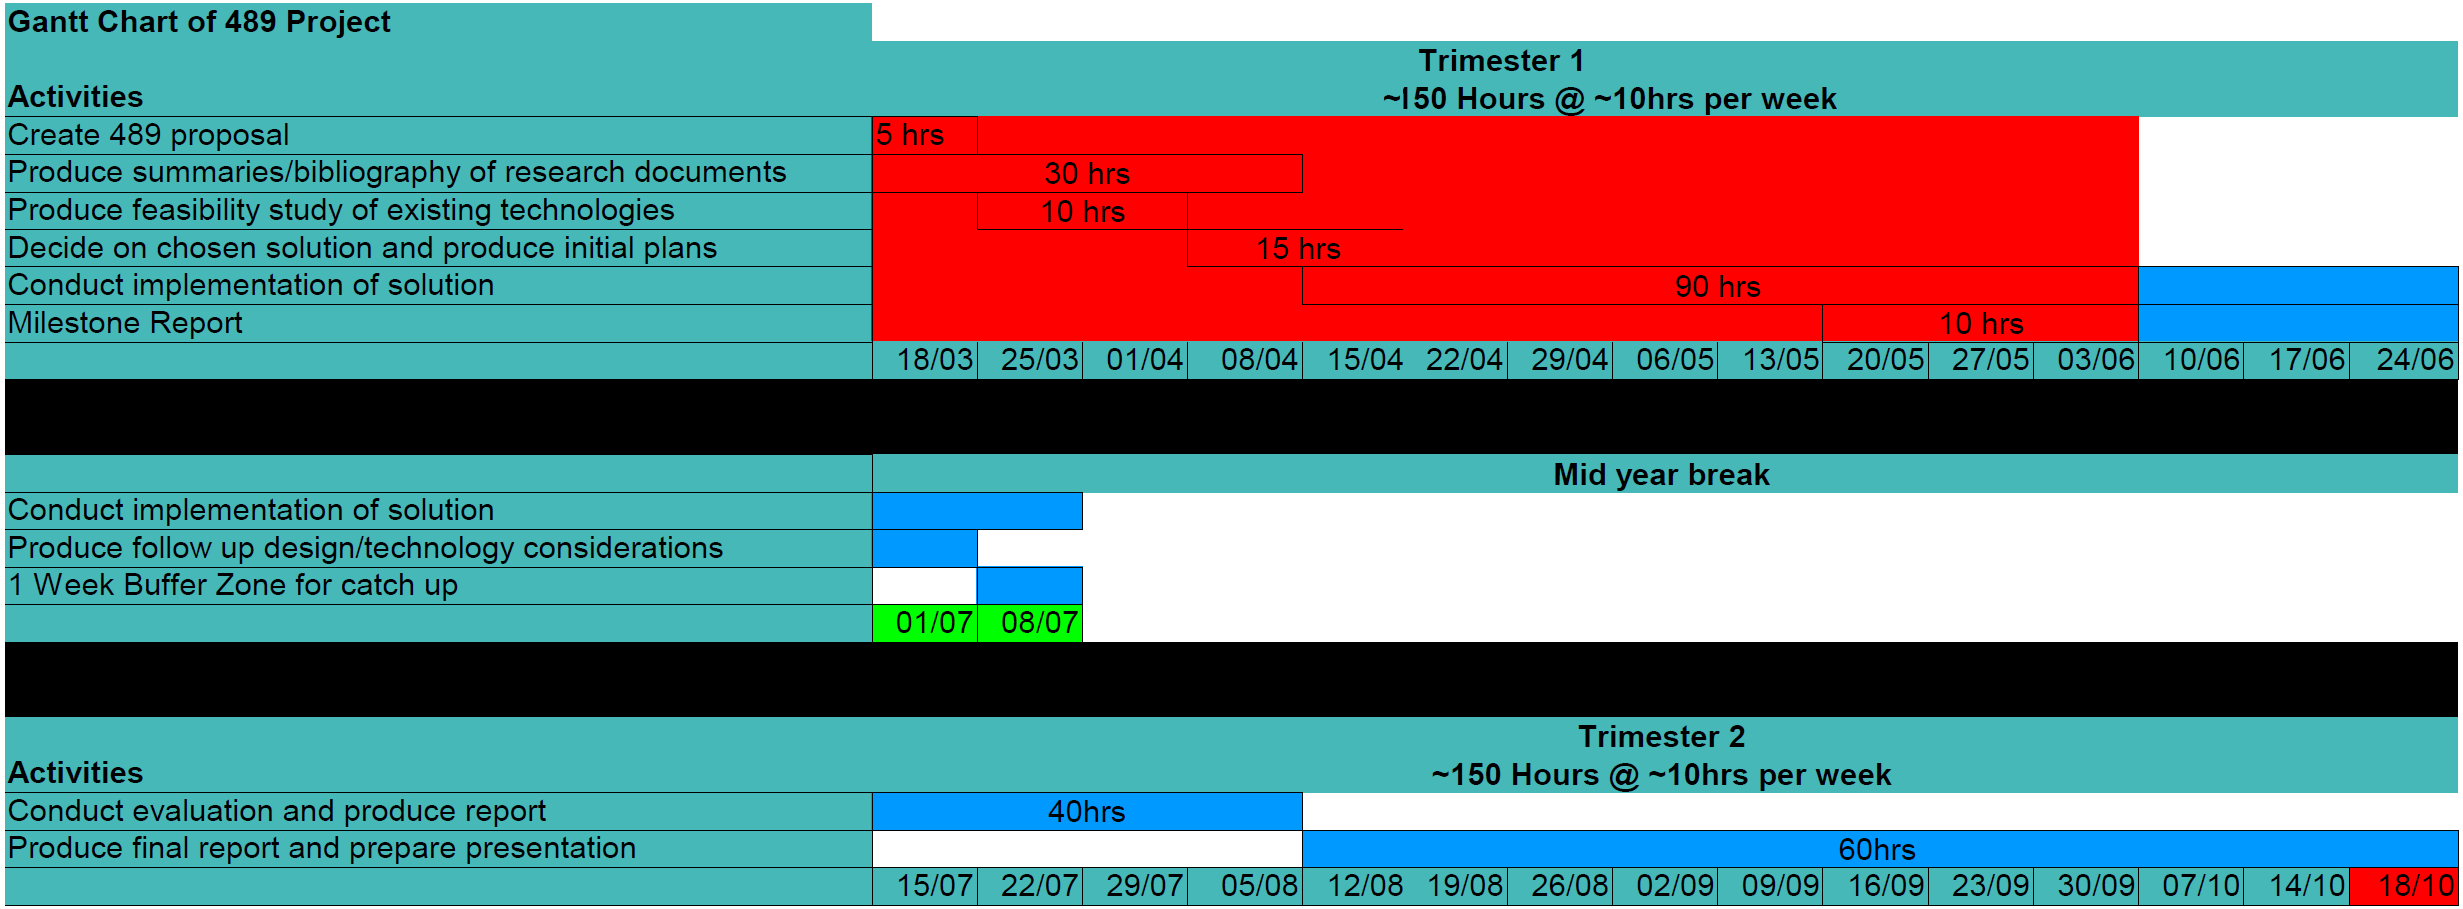 Gantt Chart of 489 Project
Trimester 1
Activities
~150 Hours @ ~10hrs per week
Create 489 proposal
5 hrs
Produce summaries/bibliography of research documents
30 hrs
Produce feasibility study of existing technologies
10 hrs
Decide on chosen solution and produce initial plans
15 hrs
Conduct implementation of solution
90 hrs
Milestone Report
10 hrs
18/03 25/03 01/04 08/04 15/04 22/04 29/04 06/05 13/05 20/05 27/05 03/06 10/06 17/06 24/06
Mid year break
Conduct implementation of solution
Produce follow up design/technology considerations
1 Week Buffer Zone for catch up
01/07 08/07
Trimester 2
Activities
~150 Hours @ ~10hrs per week
Conduct evaluation and produce report
40hrs
Produce final report and prepare presentation
60hrs
15/07 22/07 29/07 05/08 12/08 19/08 26/08 02/09 09/09 16/09 23/09 30/09 07/10 14/10 18/10